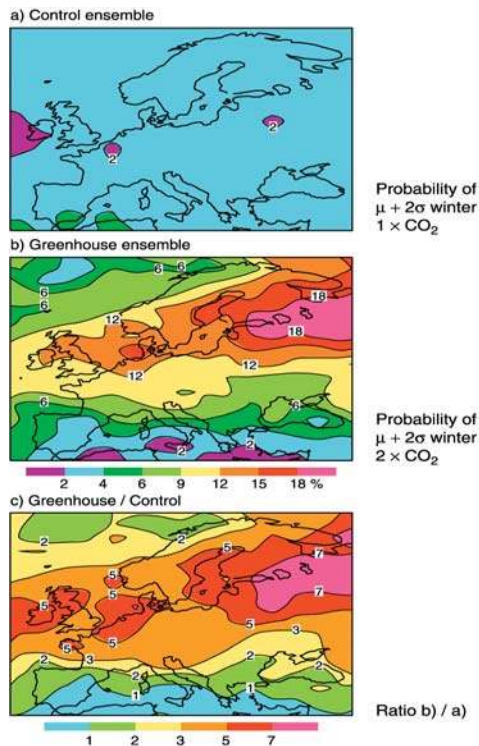 a) Control ensemble
2
2
Probability of
μ + 2σ winter
1 × CO₂
b) Greenhouse ensemble
6
6
6
6
18
12
18
12
12
6
6
2
2
Probability of
μ + 2σ winter
2 × CO₂
2 4 6 9 12 15 18 %
c) Greenhouse / Control
2
2
5
7
5
5
5
7
5
5
5
3
2
3
2
2
1
1
Ratio b) / a)
1 2 3 5 7